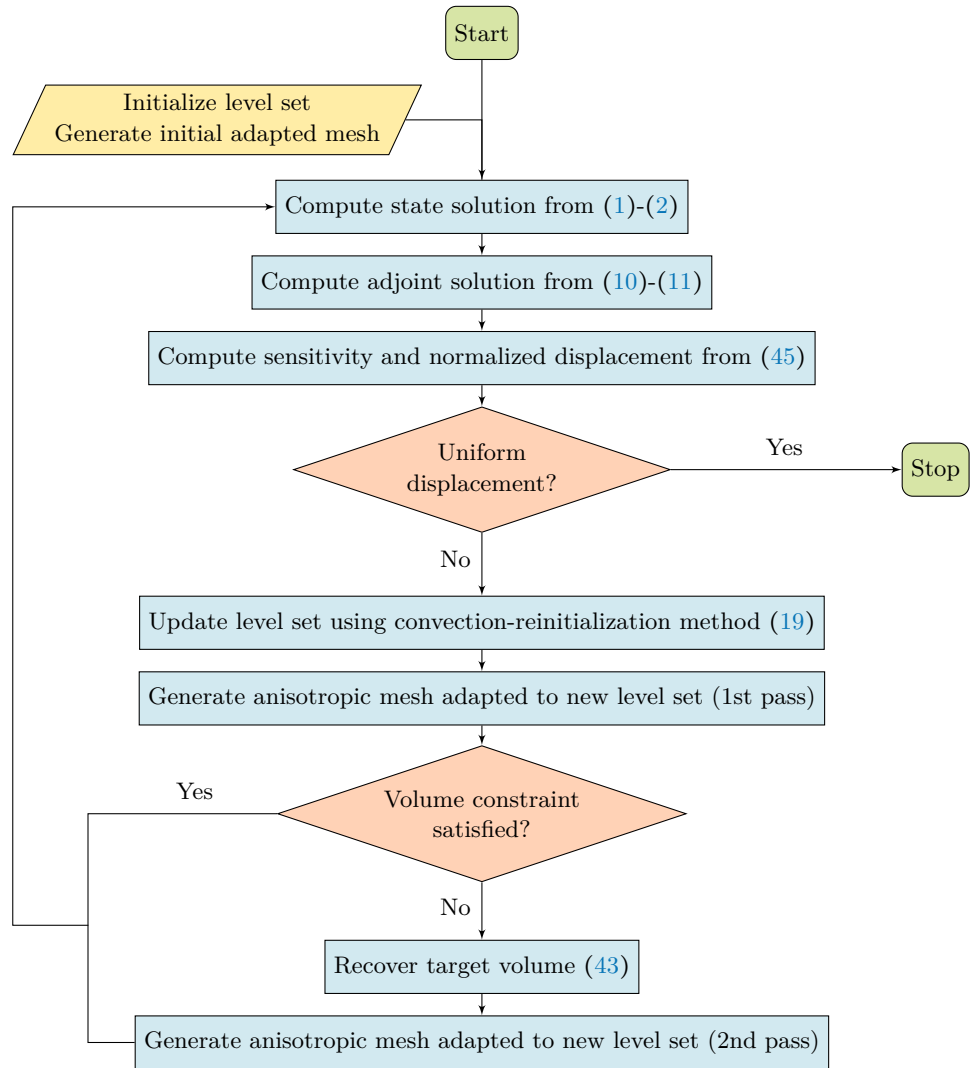 Start
Initialize level set
Generate initial adapted mesh
Compute state solution from (1)-(2)
Compute adjoint solution from (10)-(11)
Compute sensitivity and normalized displacement from (45)
Uniform
displacement?
Yes
Stop
No
Update level set using convection-reinitialization method (19)
Generate anisotropic mesh adapted to new level set (1st pass)
Volume constraint
satisfied?
Yes
No
Recover target volume (43)
Generate anisotropic mesh adapted to new level set (2nd pass)